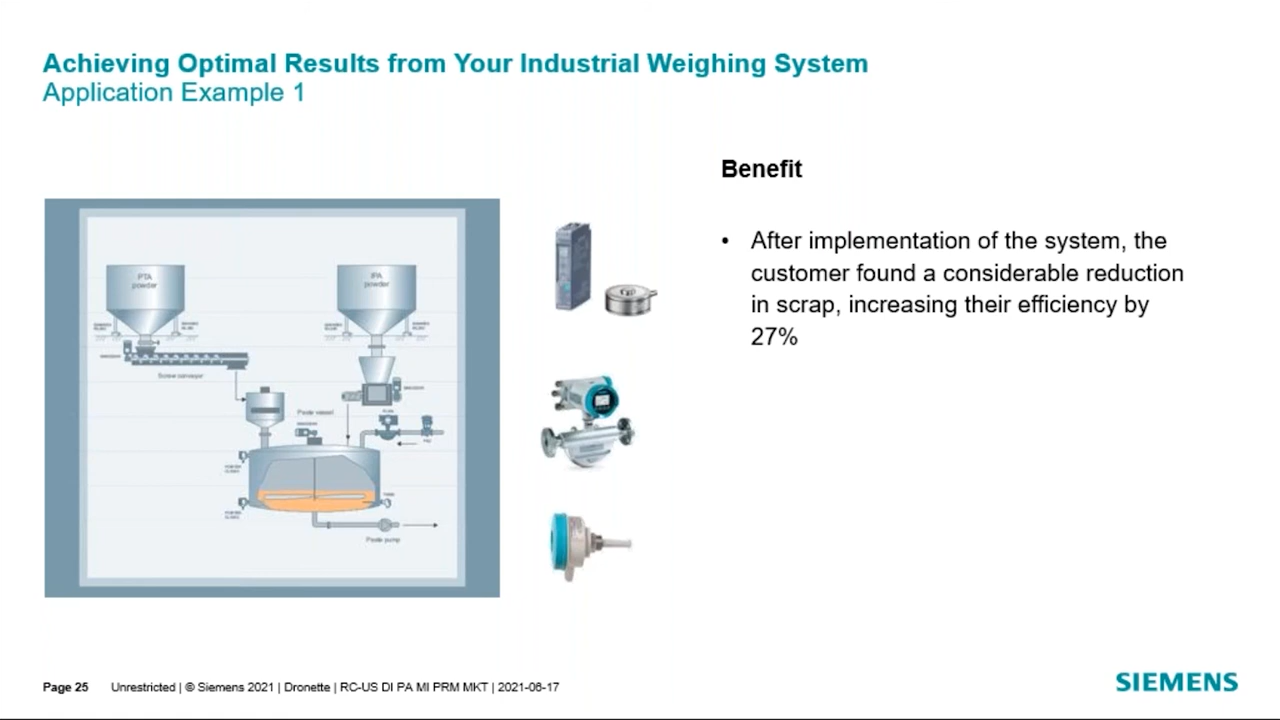 Achieving Optimal Results from Your Industrial Weighing System
Application Example 1
Benefit
• After implementation of the system, the
customer found a considerable reduction
in scrap, increasing their efficiency by
27%
PTA
powder
IPA
powder
Screw conveyor
Paste vessel
Paste pump
Page 25 Unrestricted | © Siemens 2021 | Dronette | RC-US DI PA MI PRM MKT | 2021-06-17
SIEMENS